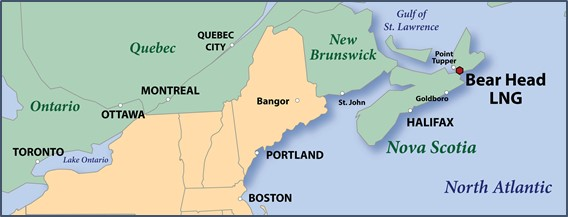 Gulf of
St. Lawrence
QUEBEC
CITY
New
Brunswick
Quebec
Point
Tupper
Bear Head
LNG
MONTREAL
Bangor
St. John
Goldboro
Ontario
OTTAWA
HALIFAX
TORONTO
Lake Ontario
PORTLAND
Nova Scotia
North Atlantic
BOSTON